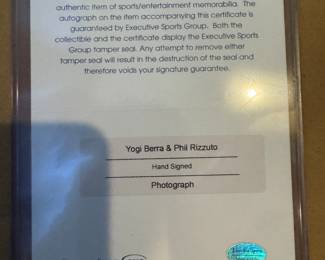 authentic item of sports/entertainment memorabilia. The
autograph on the item accompanying this certificate is
guaranteed by Executive Sports Group. Both the
collectible and the certificate display the Executive Sports
Group tamper seal. Any attempt to remove either
tamper seal will result in the destruction of the seal and
therefore voids your signature guarantee.
Yogi Berra & Phil Rizzuto
Hand Signed
Photograph